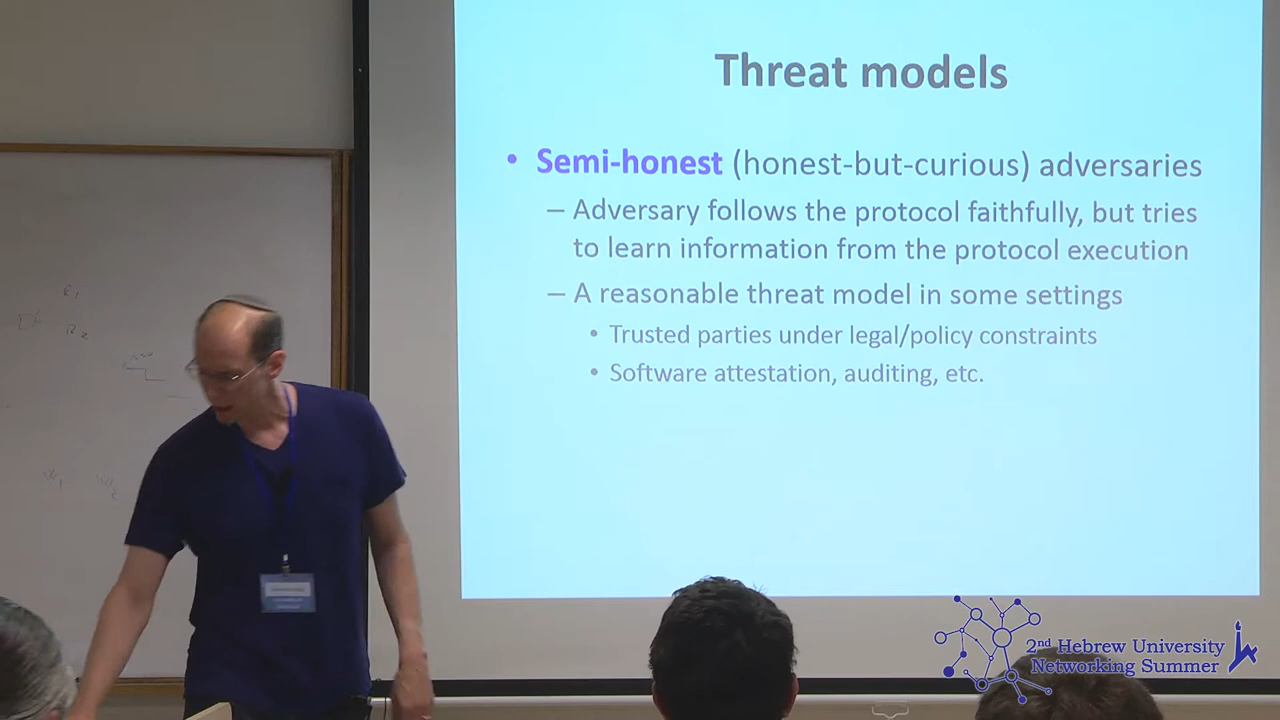 Threat models
• Semi-honest (honest-but-curious) adversaries
– Adversary follows the protocol faithfully, but tries
to learn information from the protocol execution
– A reasonable threat model in some settings
• Trusted parties under legal/policy constraints
• Software attestation, auditing, etc.
R1
R2
2nd Hebrew University
Networking Summer